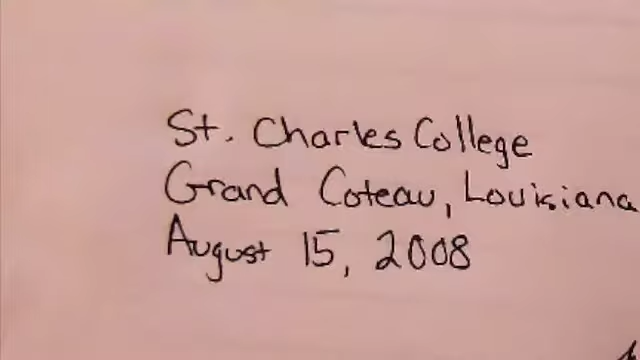 St. Charles College
Grand Coteau, Louisiana
August 15, 2008